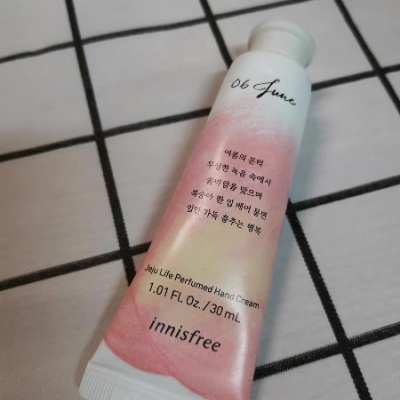 06 June
여름의 문턱
무성한 녹음 속에서
솔바람을 맞으며
복숭아 한 입 베어 물면
입안 가득 춤추는 행복
Jeju Life Perfumed Hand Cream
1.01 FL Oz. / 30 mL
innisfree